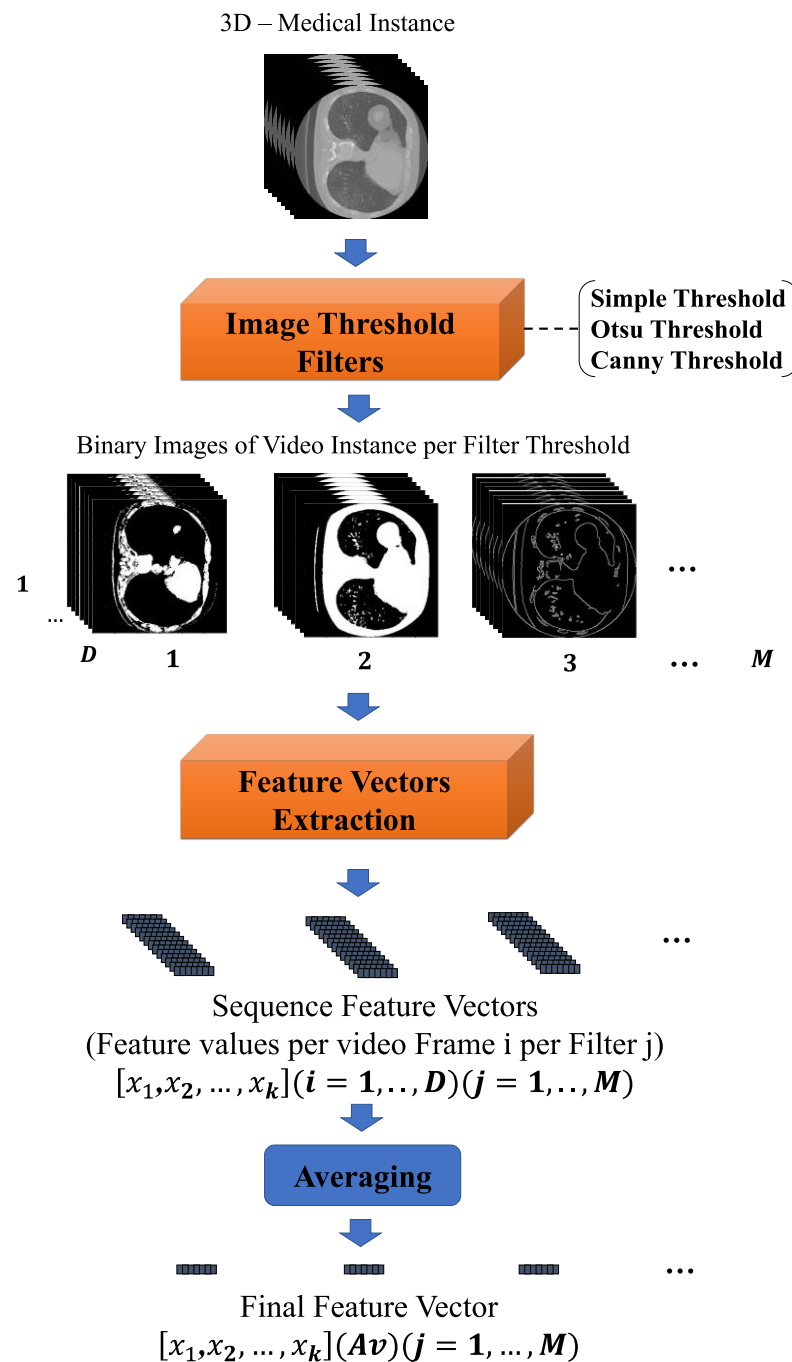 3D – Medical Instance
Image Threshold
Filters
Simple Threshold
Otsu Threshold
Canny Threshold
Binary Images of Video Instance per Filter Threshold
...
1
...
D 1 2 3 ... M
Feature Vectors
Extraction
...
Sequence Feature Vectors
(Feature values per video Frame i per Filter j)
[x₁,x₂, … , xₖ](i = 1, . . , D)(j = 1, . . , M)
Averaging
...
Final Feature Vector
[x₁,x₂, … , xₖ](Av)(j = 1, … , M)